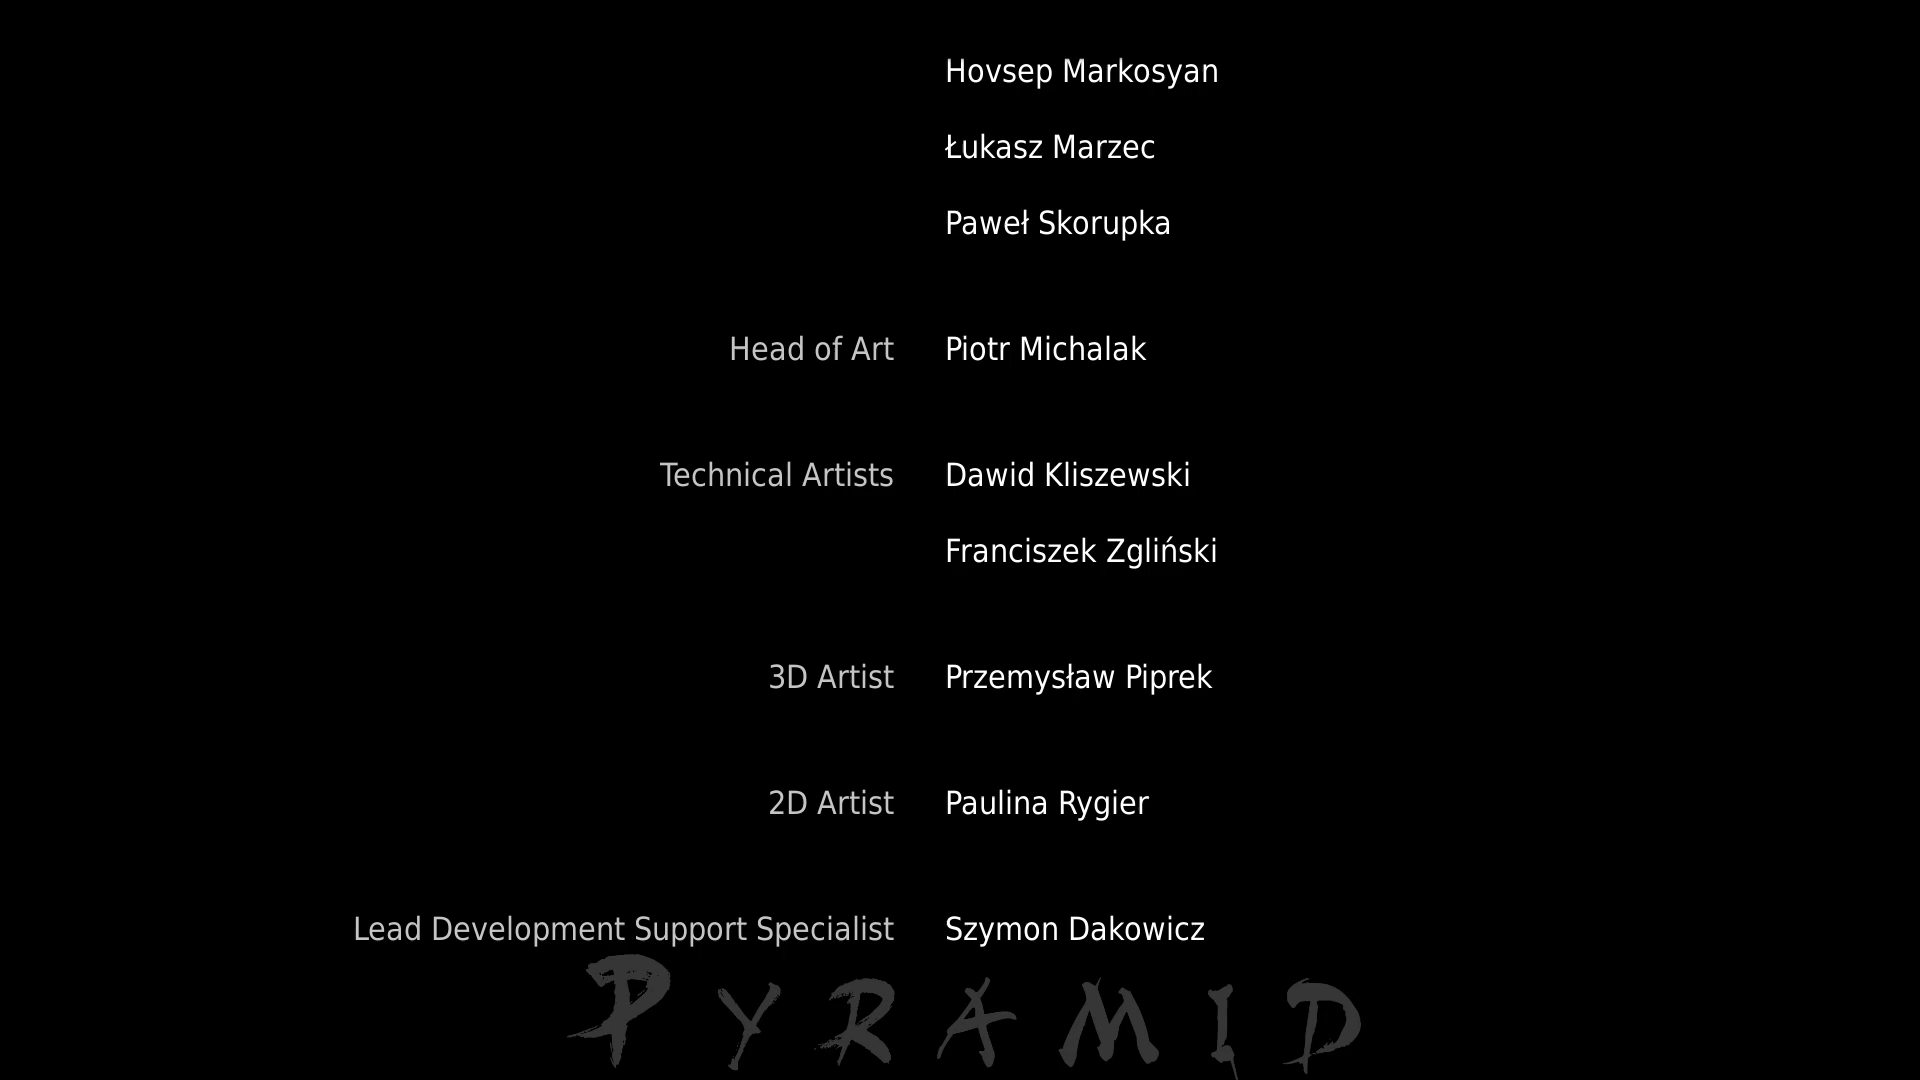 Hovsep Markosyan
Łukasz Marzec
Paweł Skorupka
Head of Art Piotr Michalak
Technical Artists Dawid Kliszewski
Franciszek Zgliński
3D Artist Przemysław Piprek
2D Artist Paulina Rygier
Lead Development Support Specialist Szymon Dakowicz
PYRAMID